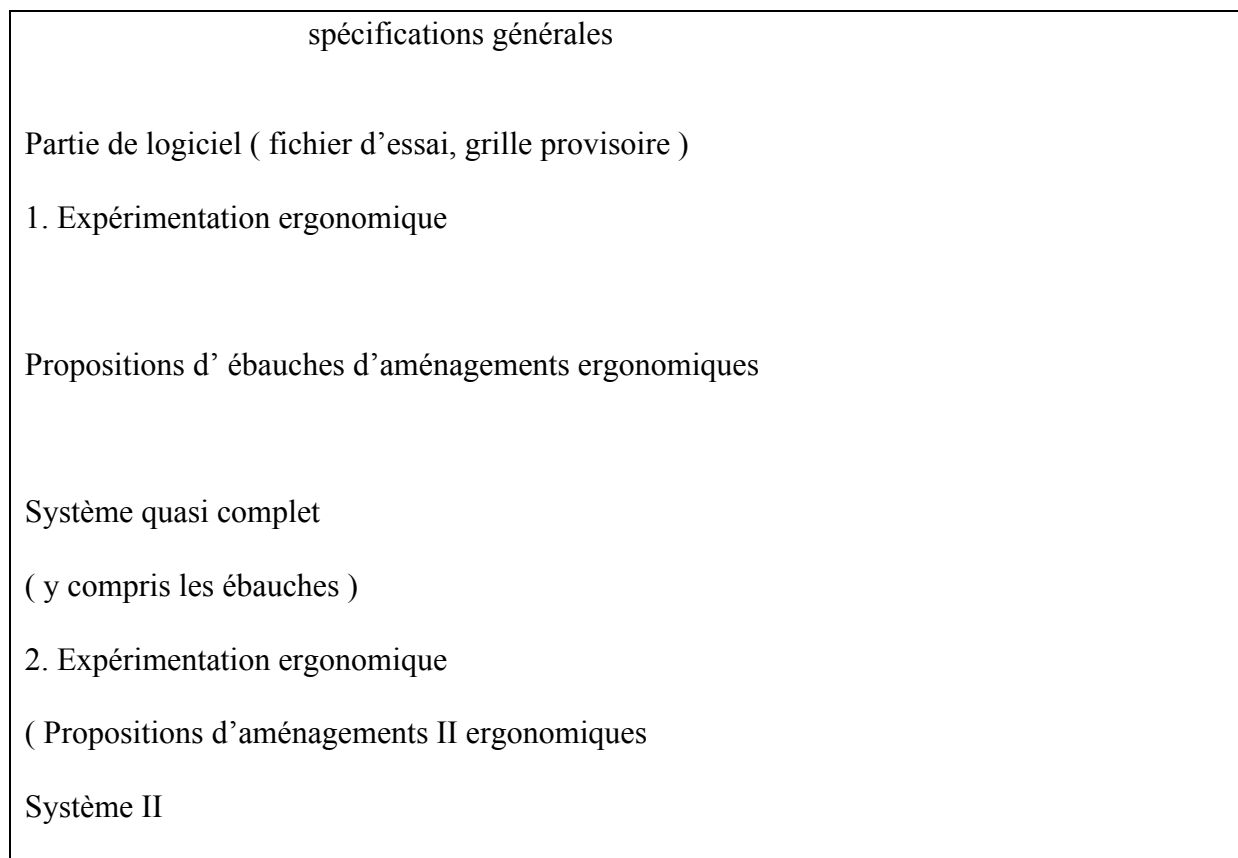 spécifications générales
Partie de logiciel ( fichier d’essai, grille provisoire )
1. Expérimentation ergonomique
Propositions d’ ébauches d’aménagements ergonomiques
Système quasi complet
( y compris les ébauches )
2. Expérimentation ergonomique
( Propositions d’aménagements II ergonomiques
Système II